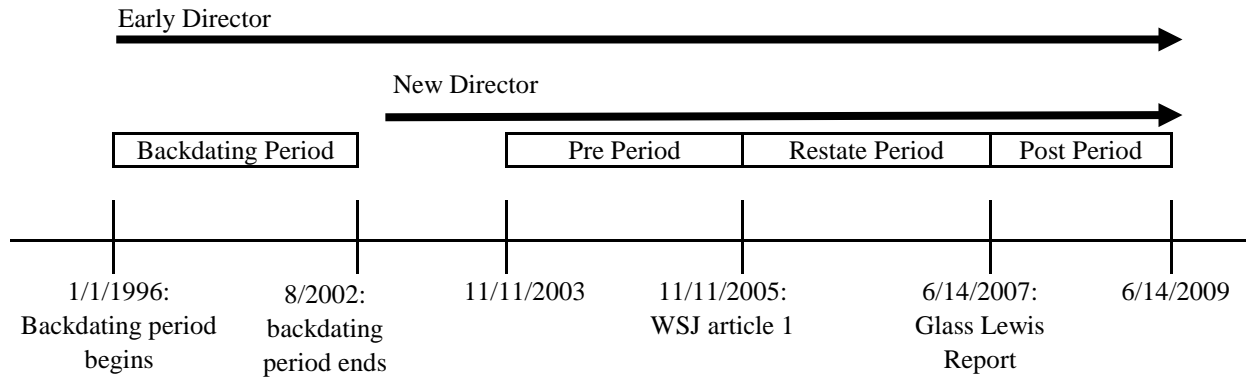 Early Director
New Director
Backdating Period
Pre Period
Restate Period
Post Period
1/1/1996:
Backdating period
begins
8/2002:
backdating
period ends
11/11/2003
11/11/2005:
WSJ article 1
6/14/2007:
Glass Lewis
Report
6/14/2009